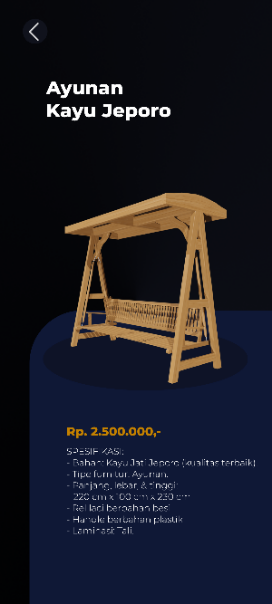 Ayunan
Kayu Jeporo
Rp. 2.500.000,-
SPESIFIKASI:
- Bahan: Kayu Jati Jeporo (kualitas terbaik)
- Tipe furnitur: Ayunan.
- Panjang, lebar, & tinggi:
220 cm x 100 cm x 230 cm
- Rel laci berbahan besi
- Handle berbahan plastik
- Laminasi: Tali.